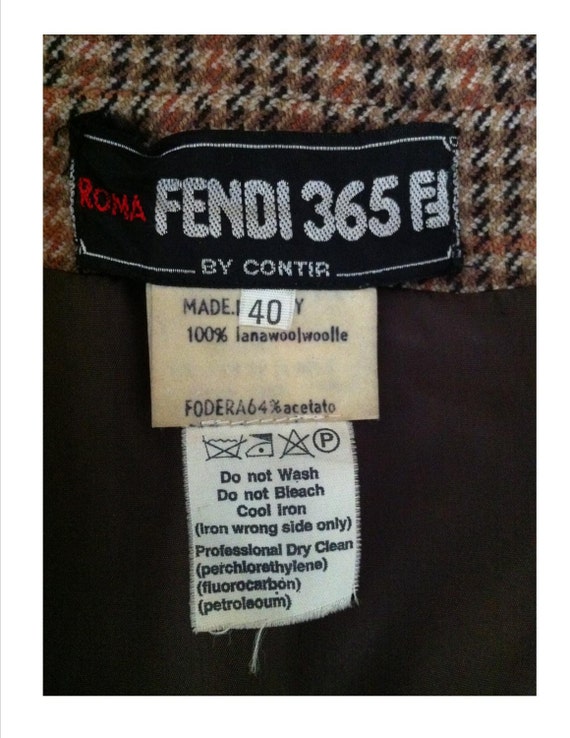 ROMA FENDI 365 FF
BY CONTIR
MADE.I 40 Y
100% lanawoolwoolle
FODERA64%acetato
P
Do not Wash
Do not Bleach
Cool Iron
(Iron wrong side only)
Professional Dry Clean
(perchlorethylene)
(fluorocarbon)
(petroleoum)